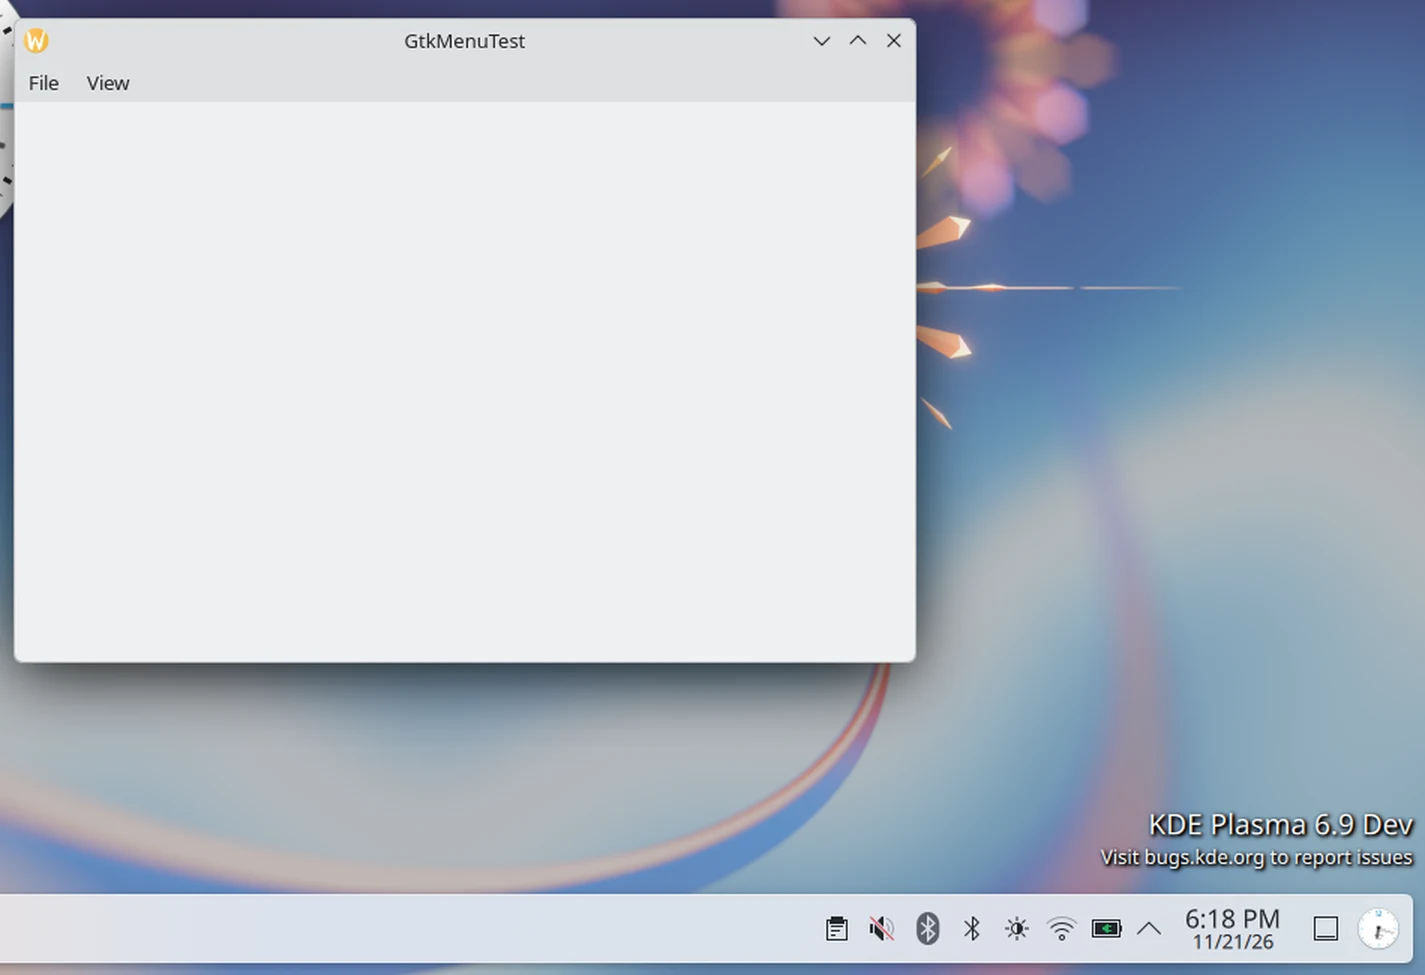 GtkMenuTest
File View
KDE Plasma 6.9 Dev
Visit bugs.kde.org to report issues
6:18 PM
11/21/26
12